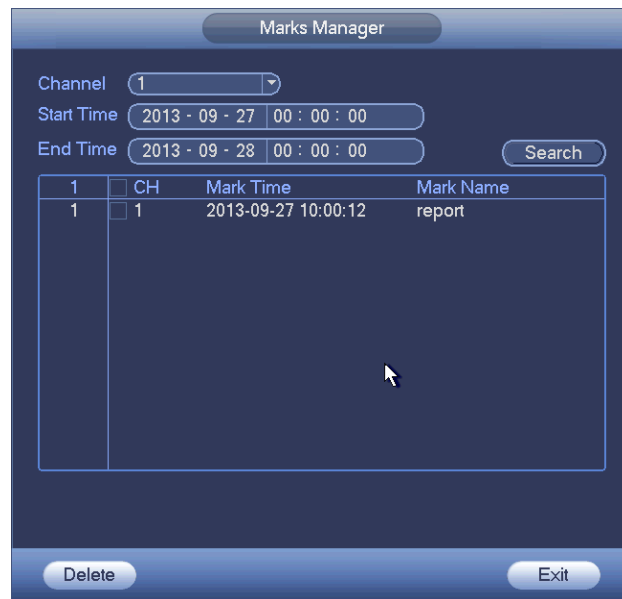 Marks Manager
Channel 1
Start Time 2013 - 09 - 27 00 : 00 : 00
End Time 2013 - 09 - 28 00 : 00 : 00 Search
1 CH Mark Time Mark Name
1 1 2013-09-27 10:00:12 report
Delete Exit